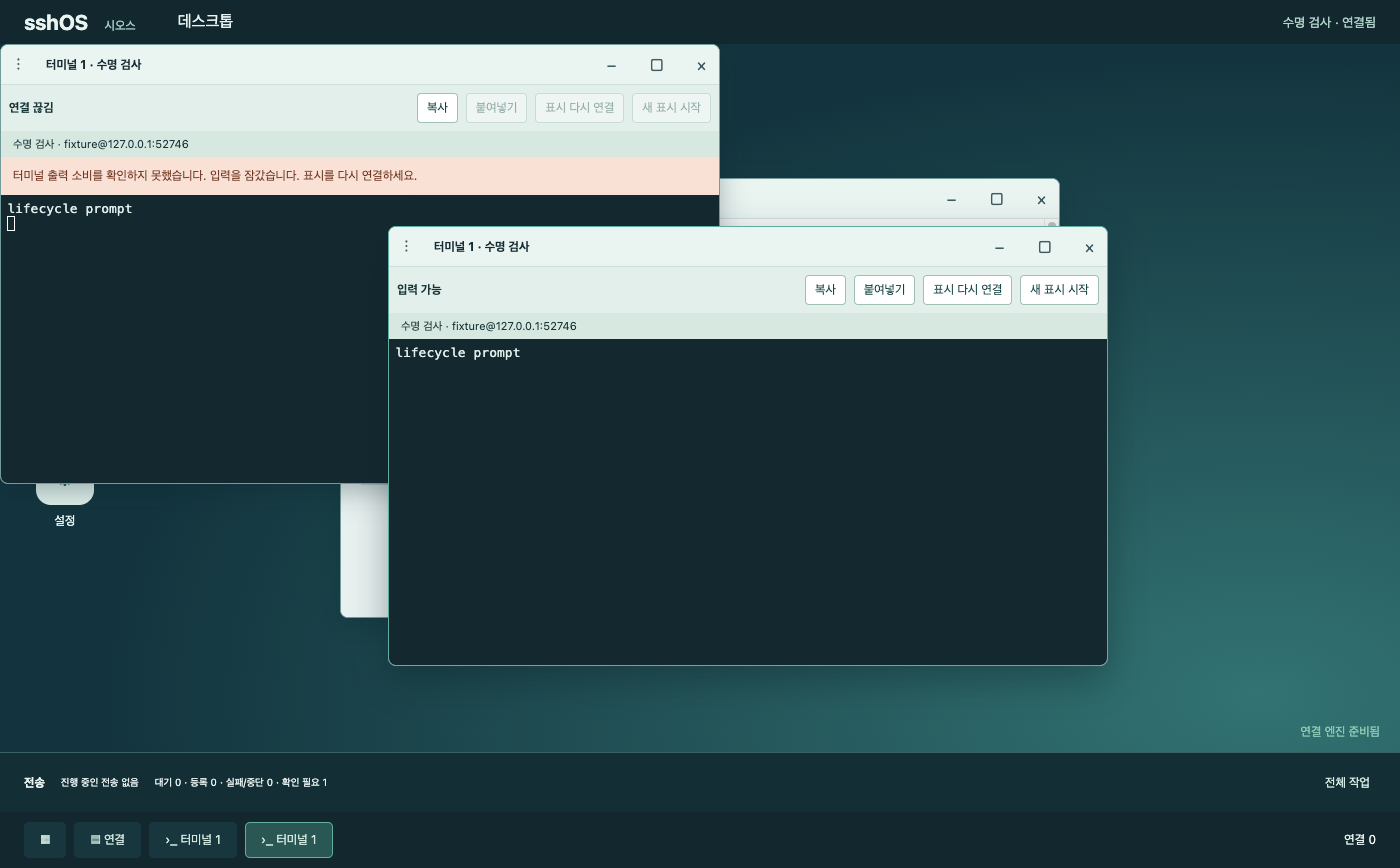 sshOS 시오스 데스크톱 수명 검사 · 연결됨
터미널 1 · 수명 검사
연결 끊김 복사 붙여넣기 표시 다시 연결 새 표시 시작
수명 검사 · fixture@127.0.0.1:52746
터미널 출력 소비를 확인하지 못했습니다. 입력을 잠갔습니다. 표시를 다시 연결하세요.
lifecycle prompt
터미널 1 · 수명 검사
입력 가능 복사 붙여넣기 표시 다시 연결 새 표시 시작
수명 검사 · fixture@127.0.0.1:52746
lifecycle prompt
설정
연결 엔진 준비됨
전송 진행 중인 전송 없음 대기 0 · 등록 0 · 실패/중단 0 · 확인 필요 1 전체 작업
연결 ›_ 터미널 1 ›_ 터미널 1 연결 0